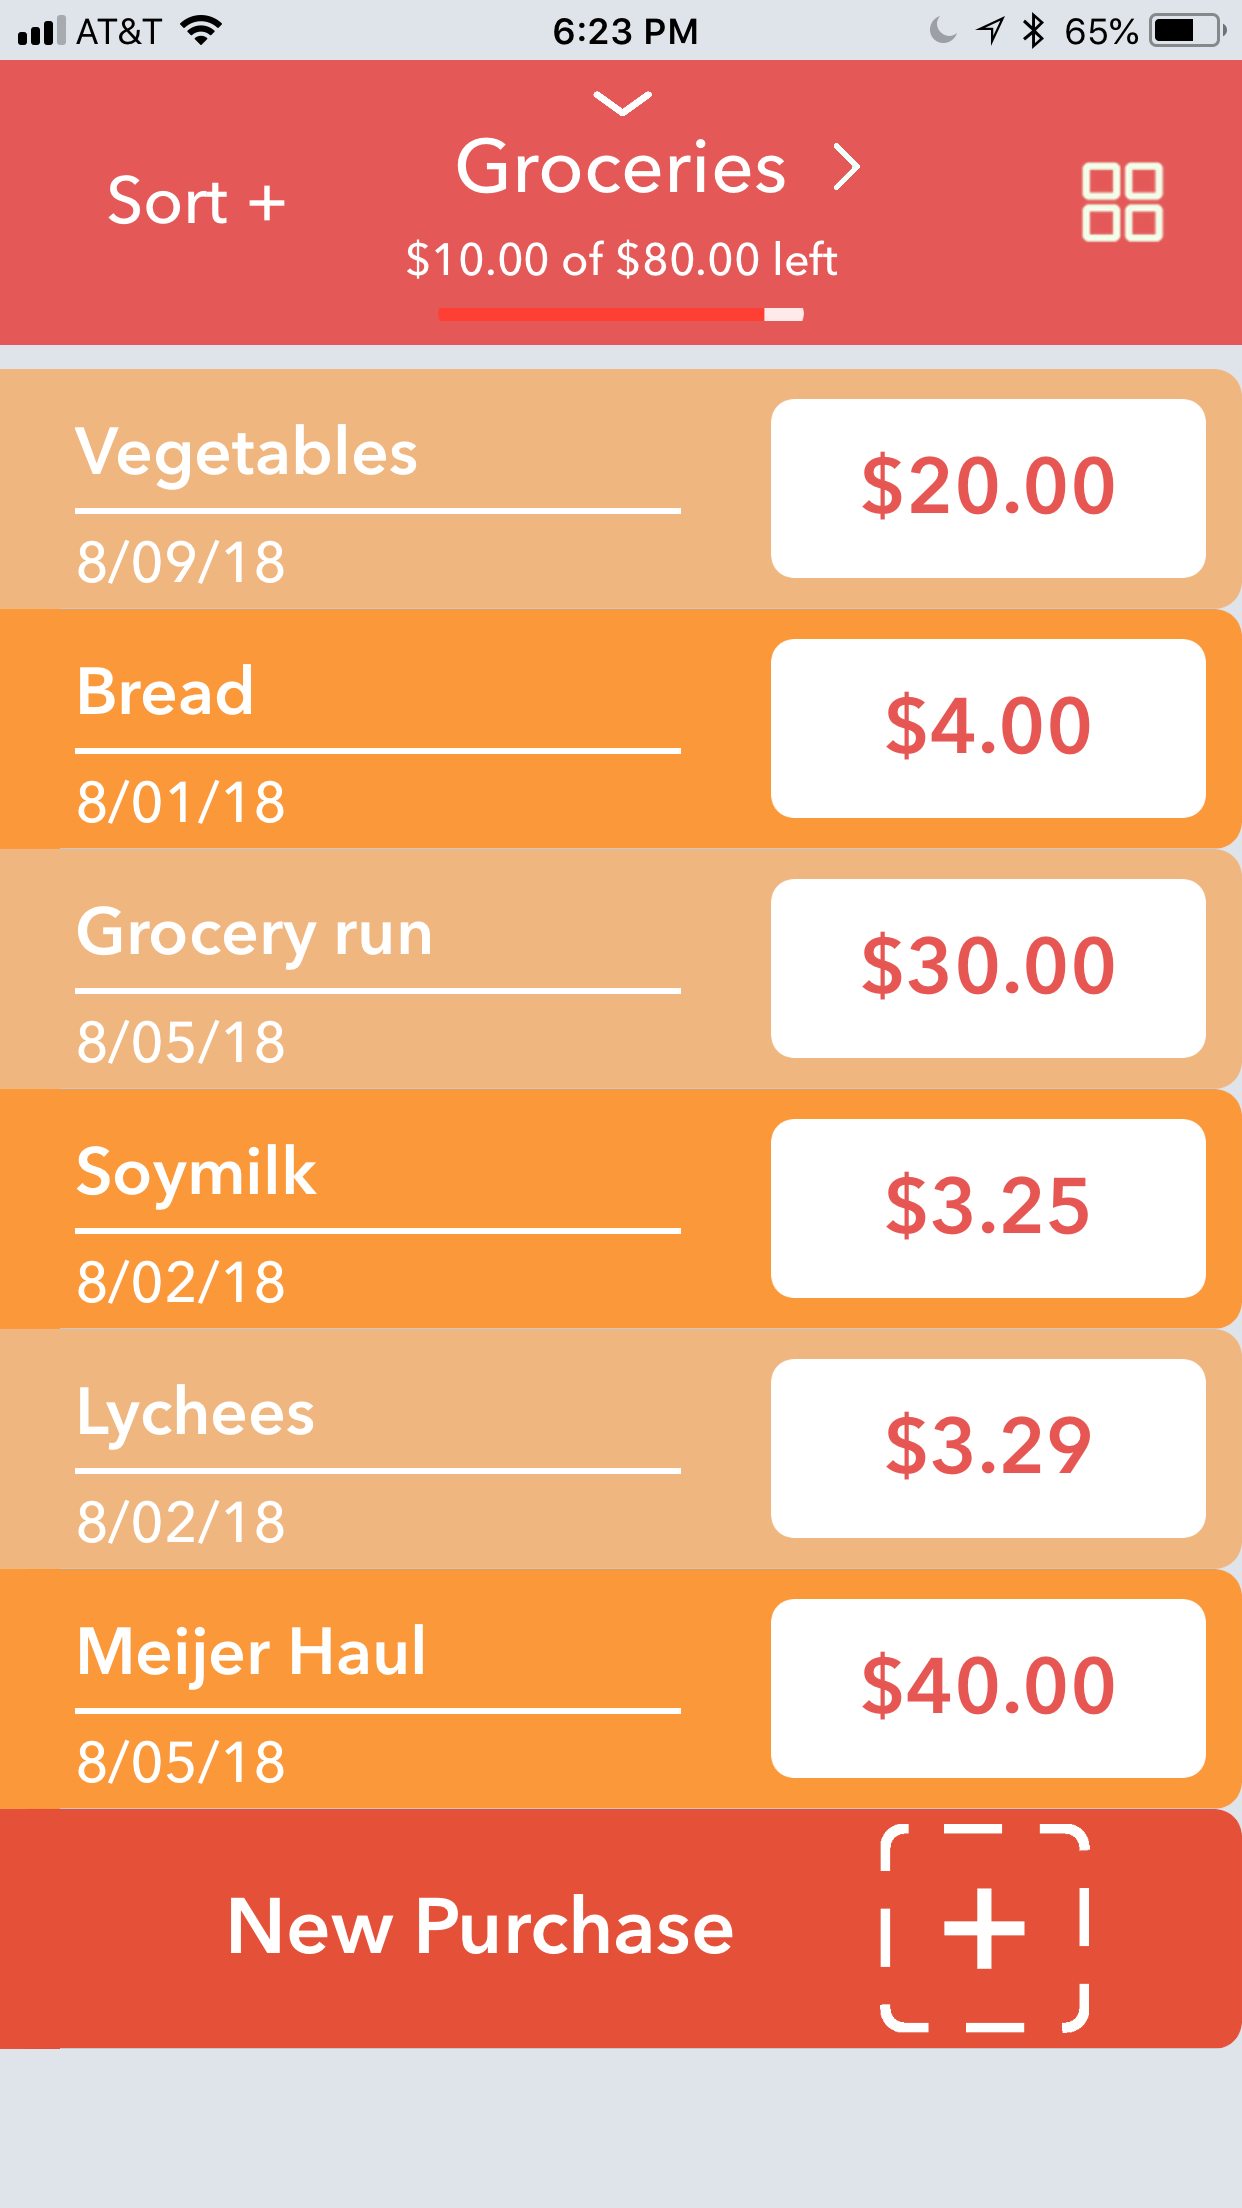 AT&T 6:23 PM 65%
Groceries
Sort +
$10.00 of $80.00 left
Vegetables
$20.00
8/09/18
Bread
$4.00
8/01/18
Grocery run
$30.00
8/05/18
Soymilk
$3.25
8/02/18
Lychees
$3.29
8/02/18
Meijer Haul
$40.00
8/05/18
New Purchase +